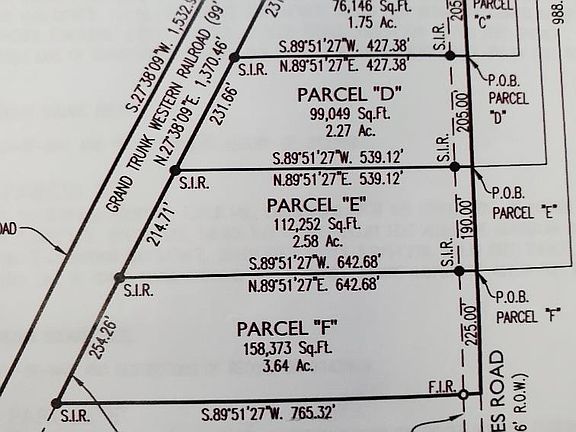 76,146 Sq.Ft.
1.75 Ac.
205
PARCEL
"C"
988.
S.27°38'09"W. 1,532.
GRAND TRUNK WESTERN RAILROAD (99'
N.27°38'09"E. 1,370.46'
231
S.I.R.
S.89°51'27"W. 427.38'
S.I.R.
N.89°51'27"E. 427.38'
P.O.B.
PARCEL
"D"
231.66'
PARCEL "D"
99,049 Sq.Ft.
2.27 Ac.
205.00'
S.I.R.
S.89°51'27"W. 539.12'
S.I.R.
N.89°51'27"E. 539.12'
P.O.B.
PARCEL "E"
214.71'
PARCEL "E"
112,252 Sq.Ft.
2.58 Ac.
190.00'
S.I.R.
OAD
S.89°51'27"W. 642.68'
S.I.R.
N.89°51'27"E. 642.68'
P.O.B.
PARCEL "F"
254.26'
PARCEL "F"
158,373 Sq.Ft.
3.64 Ac.
225.00'
F.I.R.
S.I.R.
S.89°51'27"W. 765.32'
ES ROAD
6' R.O.W.)